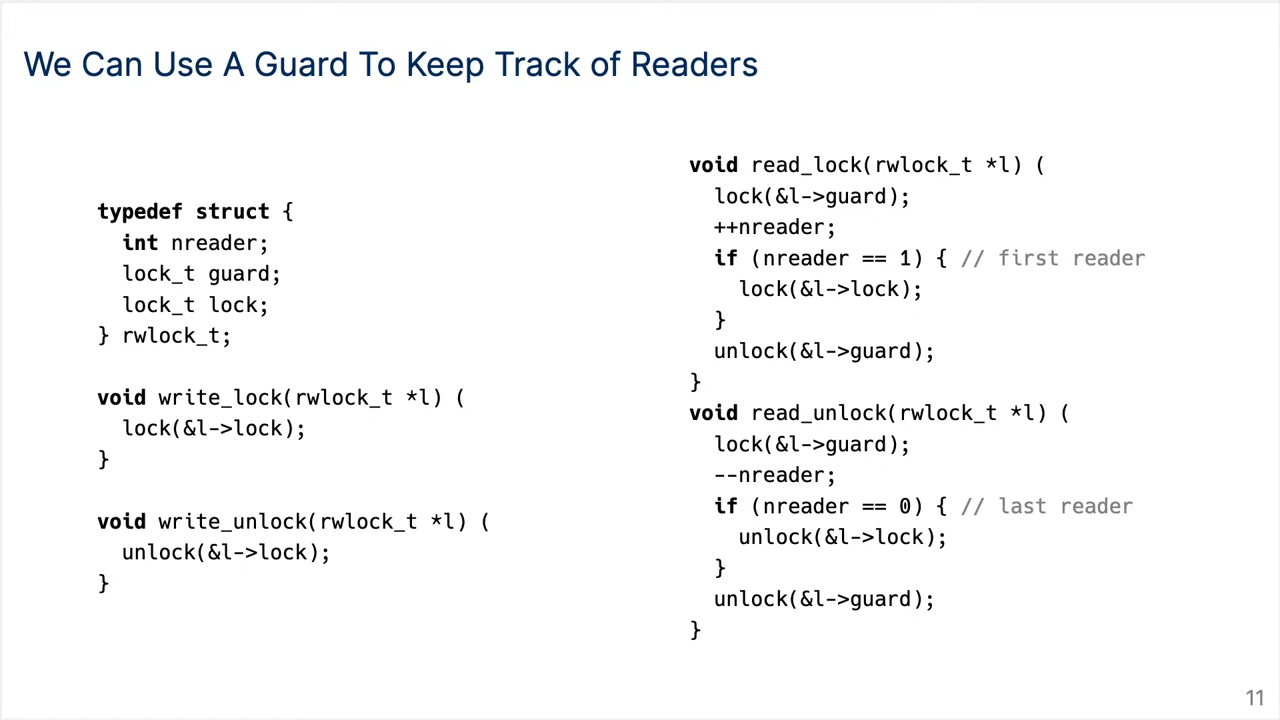 We Can Use A Guard To Keep Track of Readers
typedef struct {
  int nreader;
  lock_t guard;
  lock_t lock;
} rwlock_t;

void write_lock(rwlock_t *l) (
  lock(&l->lock);
}

void write_unlock(rwlock_t *l) (
  unlock(&l->lock);
}
void read_lock(rwlock_t *l) (
  lock(&l->guard);
  ++nreader;
  if (nreader == 1) { // first reader
    lock(&l->lock);
  }
  unlock(&l->guard);
}
void read_unlock(rwlock_t *l) (
  lock(&l->guard);
  --nreader;
  if (nreader == 0) { // last reader
    unlock(&l->lock);
  }
  unlock(&l->guard);
}
11